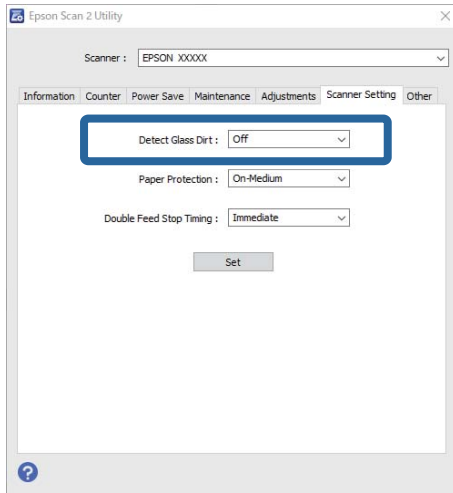 Epson Scan 2 Utility
Scanner : EPSON XXXXX
Information Counter Power Save Maintenance Adjustments Scanner Setting Other
Detect Glass Dirt : Off
Paper Protection : On-Medium
Double Feed Stop Timing : Immediate
Set
?